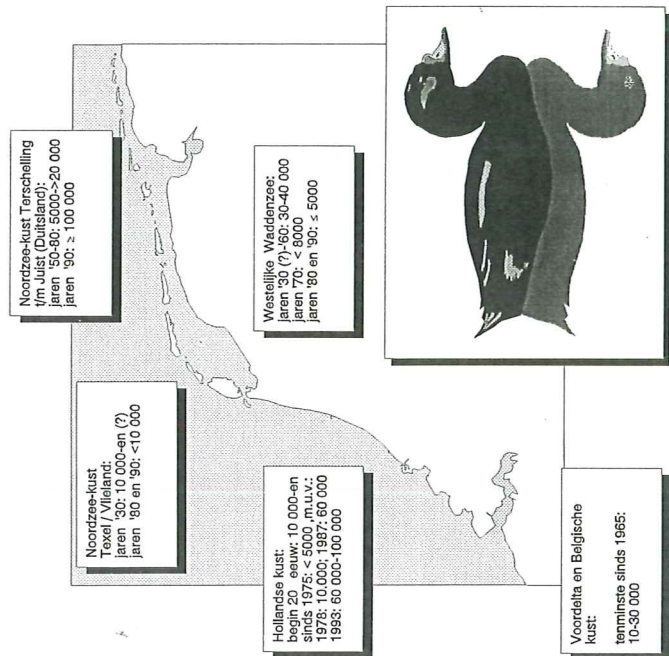 Noordzee-kust Terschelling
t/m Juist (Duitsland):
jaren '50-80: 5000->20 000
jaren '90: ≥ 100 000
Noordzee-kust
Texel / Vlieland:
jaren '30: 10 000-en (?)
jaren '80 en '90: <10 000
Westelijke Waddenzee:
jaren '30 (?)-'60: 30-40 000
jaren '70: < 8000
jaren '80 en '90: ≤ 5000
Hollandse kust:
begin 20 eeuw: 10 000-en
sinds 1975: < 5000 ,m.u.v.:
1978: 10.000; 1987: 60 000
1993: 60 000-100 000
Voordelta en Belgische
kust:
tenminste sinds 1965:
10-30 000